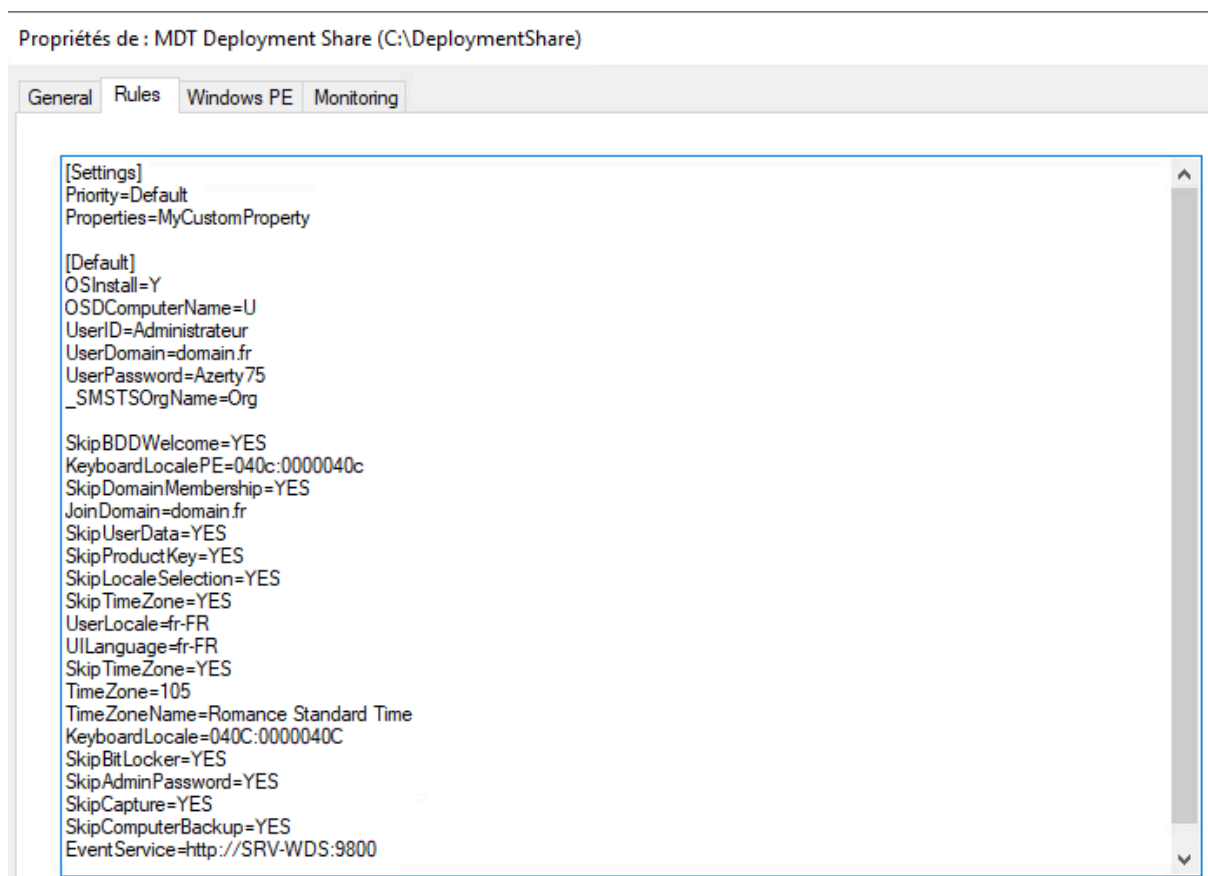 Propriétés de : MDT Deployment Share (C:\DeploymentShare)
General Rules Windows PE Monitoring
[Settings]
Priority=Default
Properties=MyCustomProperty
[Default]
OSInstall=Y
OSDComputerName=U
UserID=Administrateur
UserDomain=domain.fr
UserPassword=Azerty75
_SMSTSOrgName=Org
SkipBDDWelcome=YES
KeyboardLocalePE=040c:0000040c
SkipDomainMembership=YES
JoinDomain=domain.fr
SkipUserData=YES
SkipProductKey=YES
SkipLocaleSelection=YES
SkipTimeZone=YES
UserLocale=fr-FR
UILanguage=fr-FR
SkipTimeZone=YES
TimeZone=105
TimeZoneName=Romance Standard Time
KeyboardLocale=040C:0000040C
SkipBitLocker=YES
SkipAdminPassword=YES
SkipCapture=YES
SkipComputerBackup=YES
EventService=http://SRV-WDS:9800